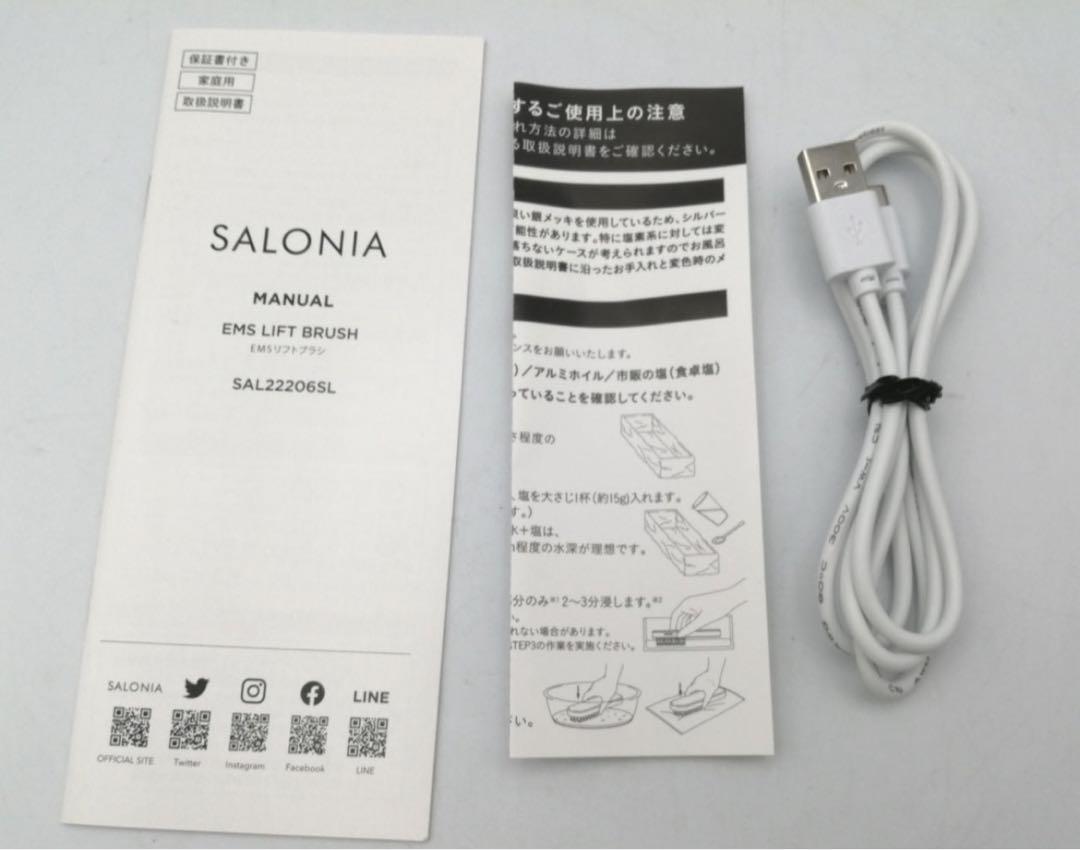 保証書付き
家庭用
取扱説明書
SALONIA
MANUAL
EMS LIFT BRUSH
EMSリフトブラシ
SAL22206SL
SALONIA
LINE
OFFICIAL SITE
Twitter
Instagram
Facebook
LINE
するご使用上の注意
れ方法の詳細は
る取扱説明書をご確認ください。
良い銀メッキを使用しているため、シルバー
能性があります。特に塩素系に対しては変
落ちないケースが考えられますのでお風呂
取扱説明書に沿ったお手入れと変色時のメ
ンスをお願いいたします。
)／アルミホイル／市販の塩(食卓塩)
っていることを確認してください。
さ程度の
、塩を大さじ1杯(約15g)入れます。
す。)
水＋塩は、
程度の水深が理想です。
分のみ※1 2〜3分浸します。※2
れない場合があります。
STEP3の作業を実施ください。
さい。